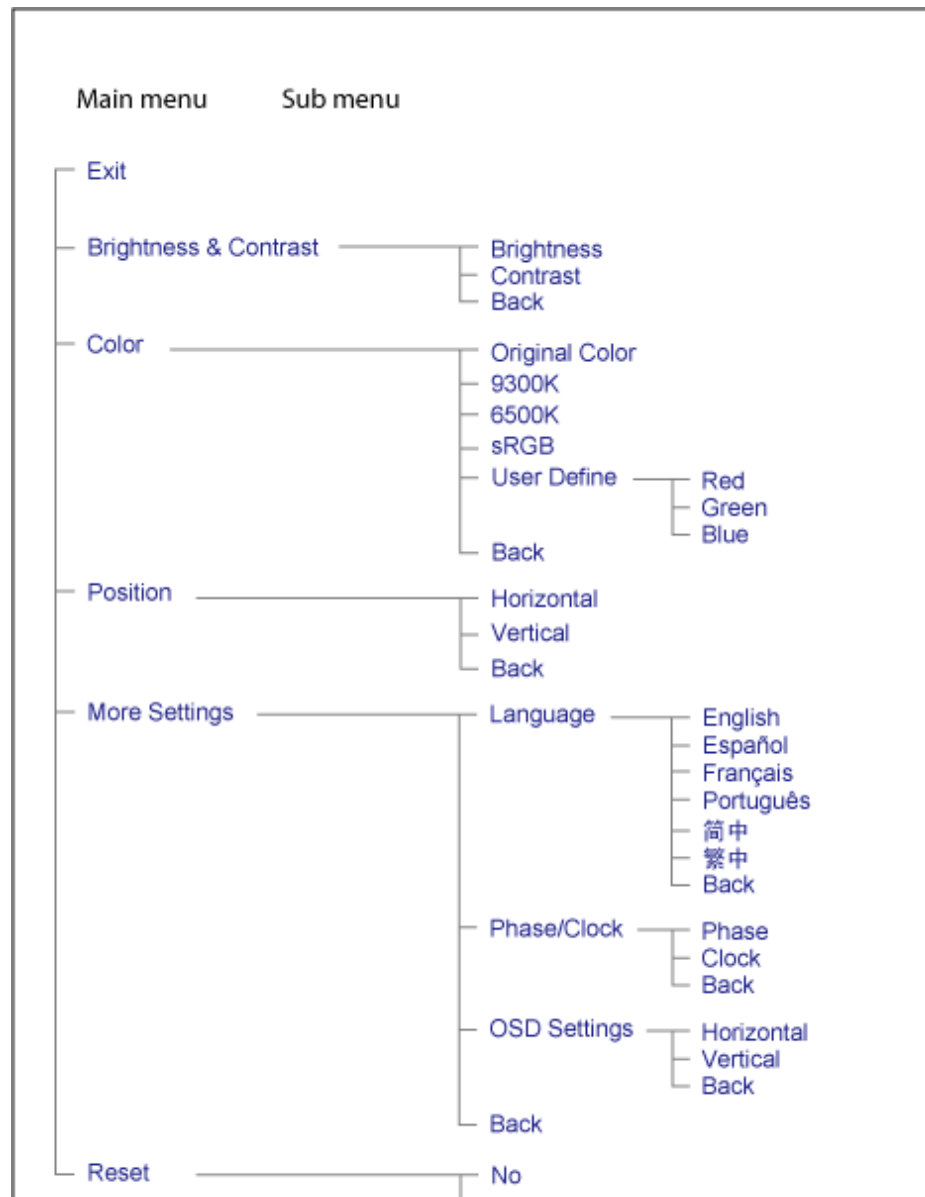 Main menu Sub menu
Exit
Brightness & Contrast Brightness
Contrast
Back
Color Original Color
9300K
6500K
sRGB
User Define Red
Green
Blue
Back
Position Horizontal
Vertical
Back
More Settings Language English
Español
Français
Português
简中
繁中
Back
Phase/Clock Phase
Clock
Back
OSD Settings Horizontal
Vertical
Back
Back
Reset No